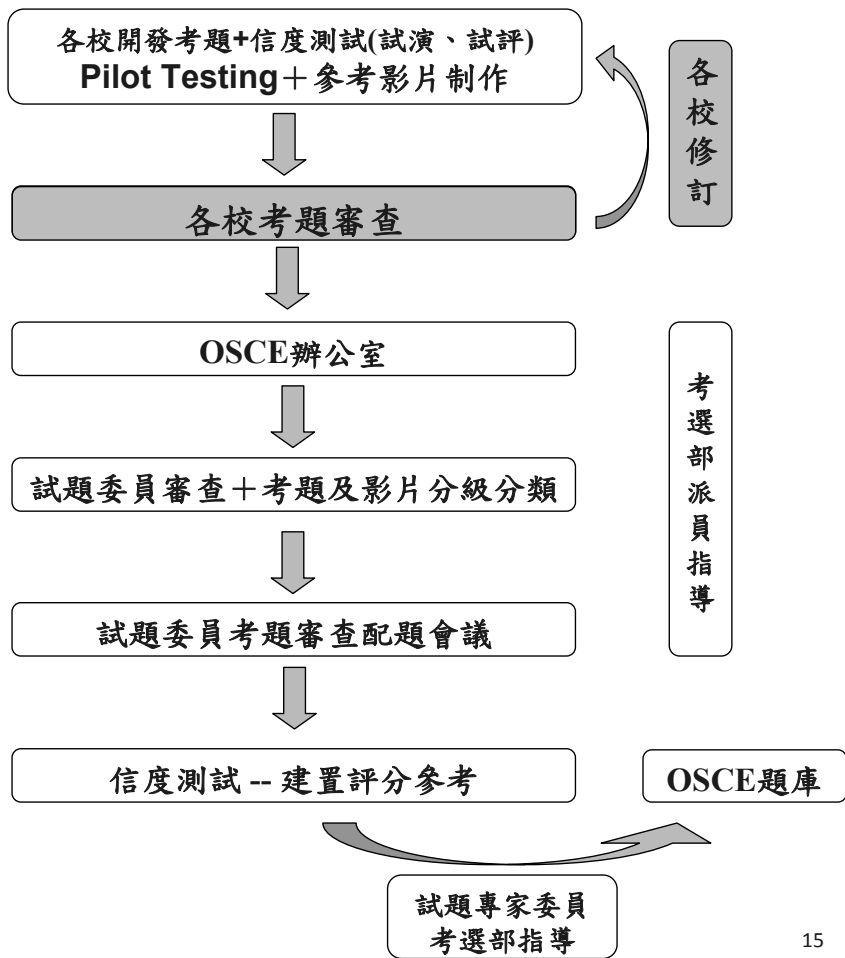 各校開發考題+信度測試(試演、試評)
Pilot Testing＋參考影片制作
各校修訂
各校考題審查
OSCE辦公室
考選部派員指導
試題委員審查＋考題及影片分級分類
試題委員考題審查配題會議
信度測試 -- 建置評分參考
OSCE題庫
試題專家委員
考選部指導
15